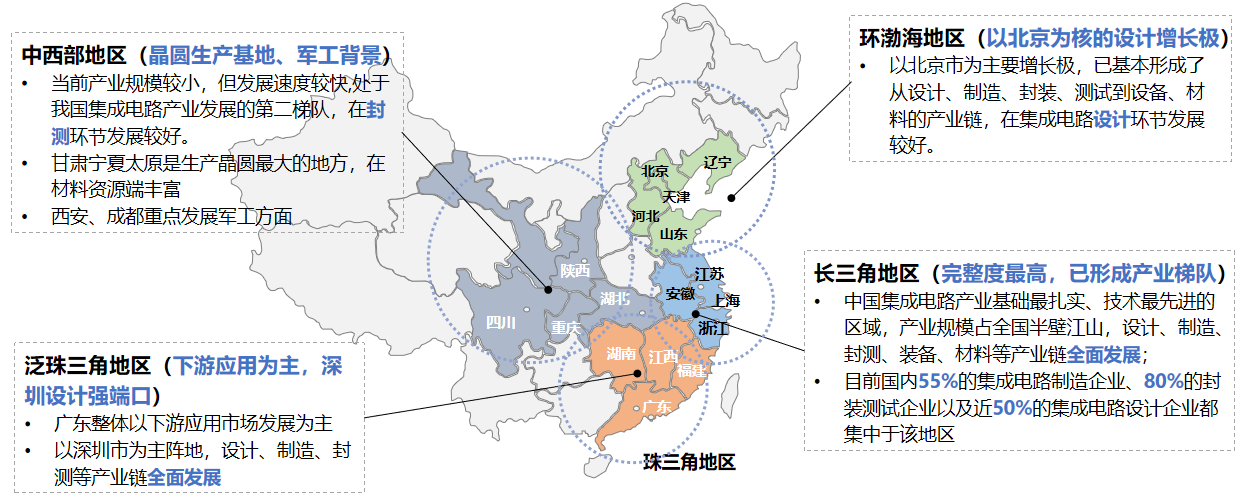 中西部地区（晶圆生产基地、军工背景）
• 当前产业规模较小，但发展速度较快,处于
我国集成电路产业发展的第二梯队，在封
测环节发展较好。
• 甘肃宁夏太原是生产晶圆最大的地方，在
材料资源端丰富
• 西安、成都重点发展军工方面
环渤海地区（以北京为核的设计增长极）
• 以北京市为主要增长极，已基本形成了
从设计、制造、封装、测试到设备、材
料的产业链，在集成电路设计环节发展
较好。
辽宁
北京
天津
河北
山东
陕西
湖北
四川
重庆
江苏
安徽
上海
浙江
湖南
江西
福建
广东
珠三角地区
长三角地区（完整度最高，已形成产业梯队）
• 中国集成电路产业基础最扎实、技术最先进的
区域，产业规模占全国半壁江山，设计、制造、
封测、装备、材料等产业链全面发展；
• 目前国内55%的集成电路制造企业、80%的封
装测试企业以及近50%的集成电路设计企业都
集中于该地区
泛珠三角地区（下游应用为主，深
圳设计强端口）
• 广东整体以下游应用市场发展为主
• 以深圳市为主阵地，设计、制造、封
测等产业链全面发展